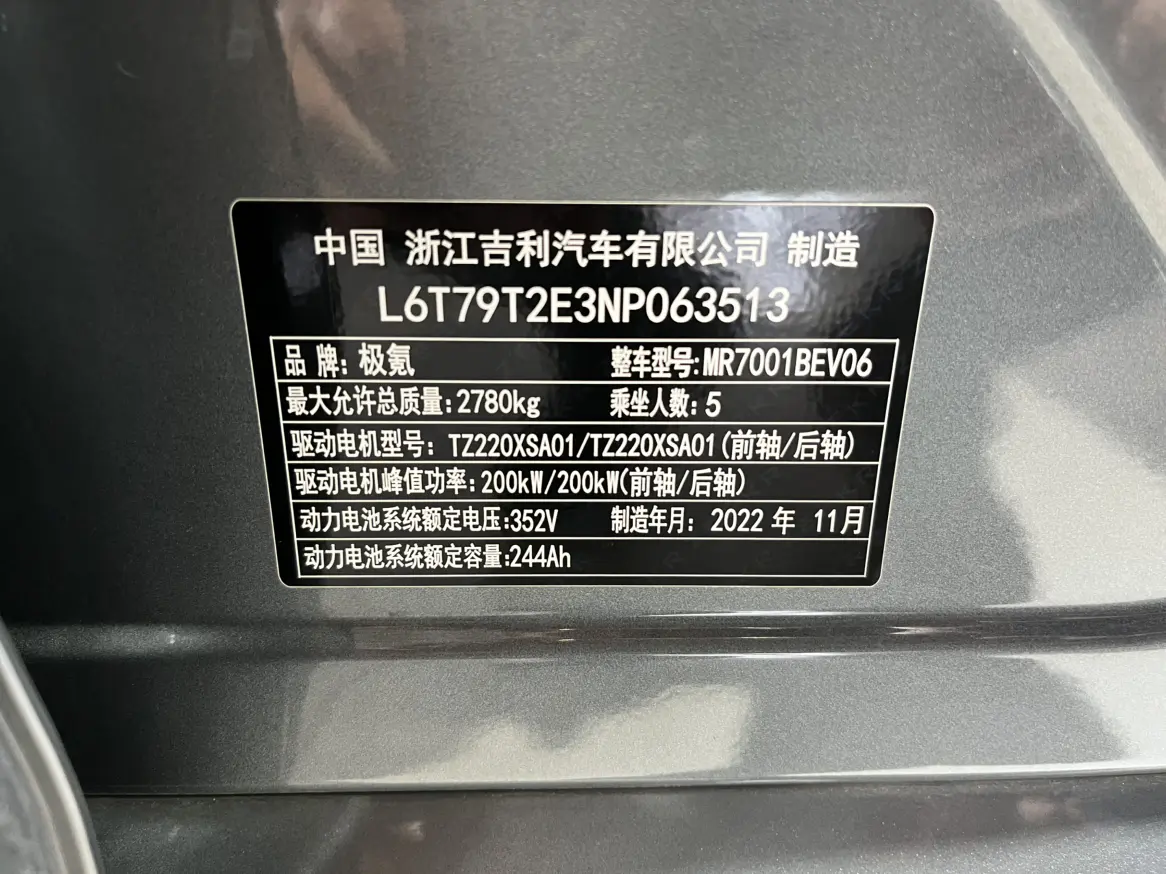 中国 浙江吉利汽车有限公司 制造
L6T79T2E3NP063513
品 牌: 极氪 整车型号:MR7001BEV06
最大允许总质量:2780kg 乘坐人数: 5
驱动电机型号: TZ220XSA01/TZ220XSA01(前轴/后轴)
驱动电机峰值功率:200kW/200kW(前轴/后轴)
动力电池系统额定电压:352V 制造年月: 2022 年 11月
动力电池系统额定容量:244Ah